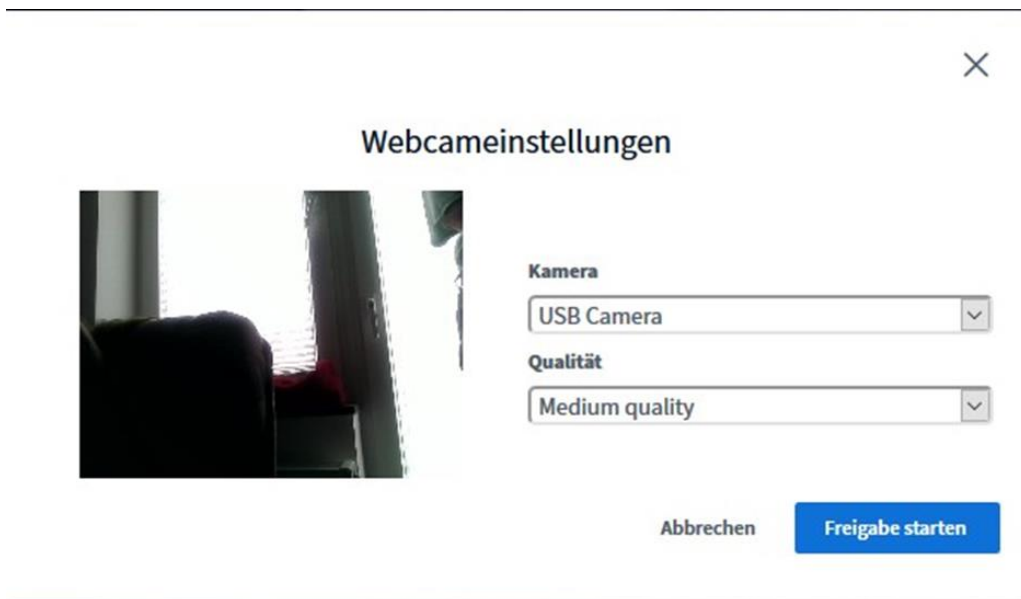 Webcameinstellungen
Kamera
USB Camera
Qualität
Medium quality
Abbrechen
Freigabe starten